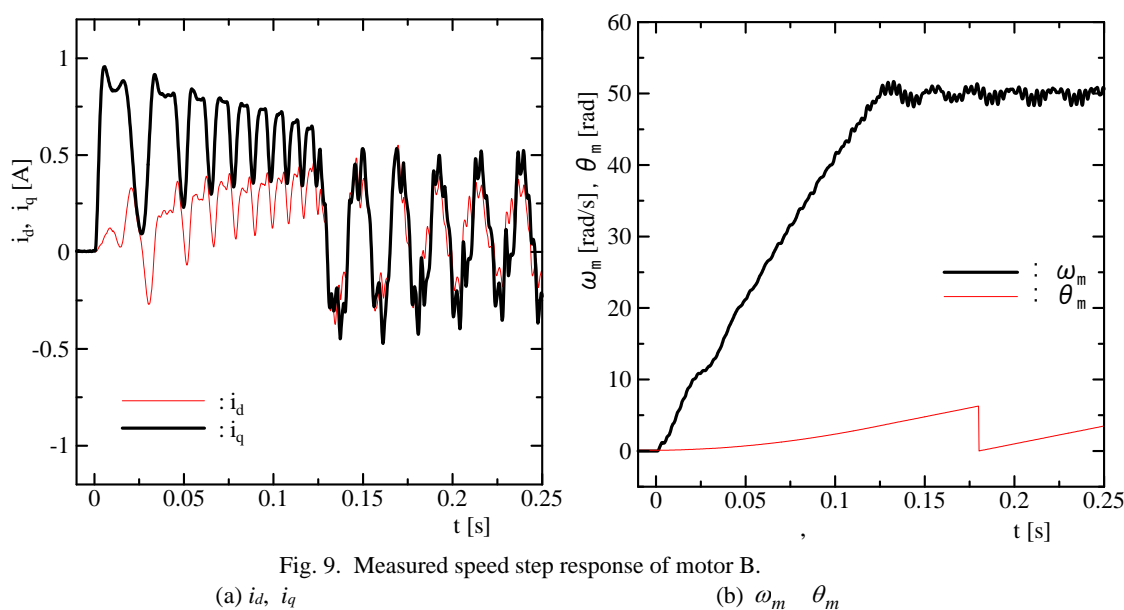 i_d, i_q [A]
1
0.5
0
-0.5
-1
: i_d
: i_q
0 0.05 0.1 0.15 0.2 0.25
t [s]
ω_m [rad/s], θ_m [rad]
60
50
40
30
20
10
0
: ω_m
: θ_m
0 0.05 0.1 0.15 0.2 0.25
, t [s]
Fig. 9. Measured speed step response of motor B.
(a) i_d, i_q (b) ω_m θ_m